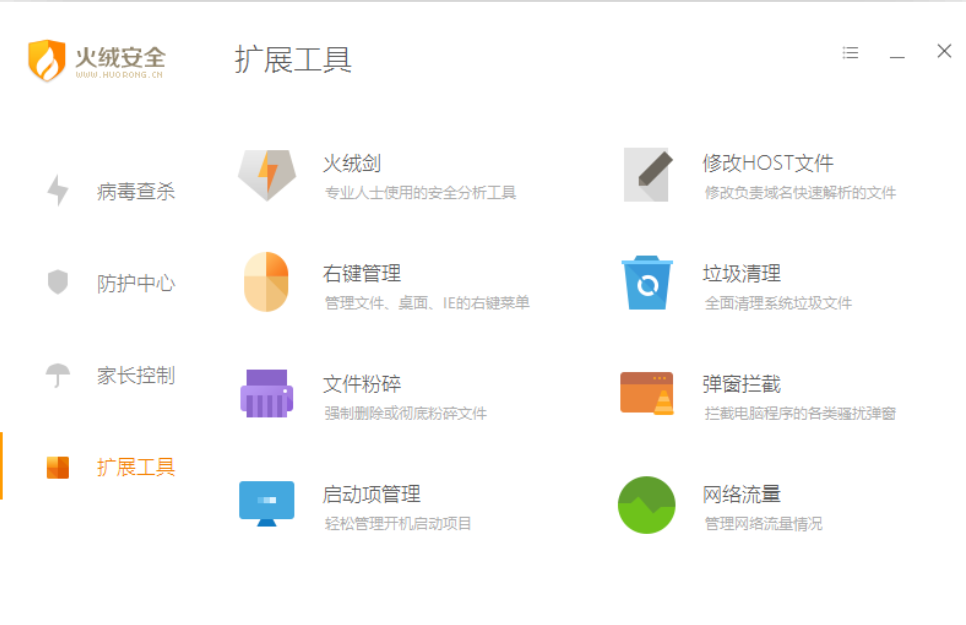 火绒安全
WWW.HUORONG.CN
扩展工具
病毒查杀
防护中心
家长控制
扩展工具
火绒剑
专业人士使用的安全分析工具
修改HOST文件
修改负责域名快速解析的文件
右键管理
管理文件、桌面、IE的右键菜单
垃圾清理
全面清理系统垃圾文件
文件粉碎
强制删除或彻底粉碎文件
弹窗拦截
拦截电脑程序的各类骚扰弹窗
启动项管理
轻松管理开机启动项目
网络流量
管理网络流量情况